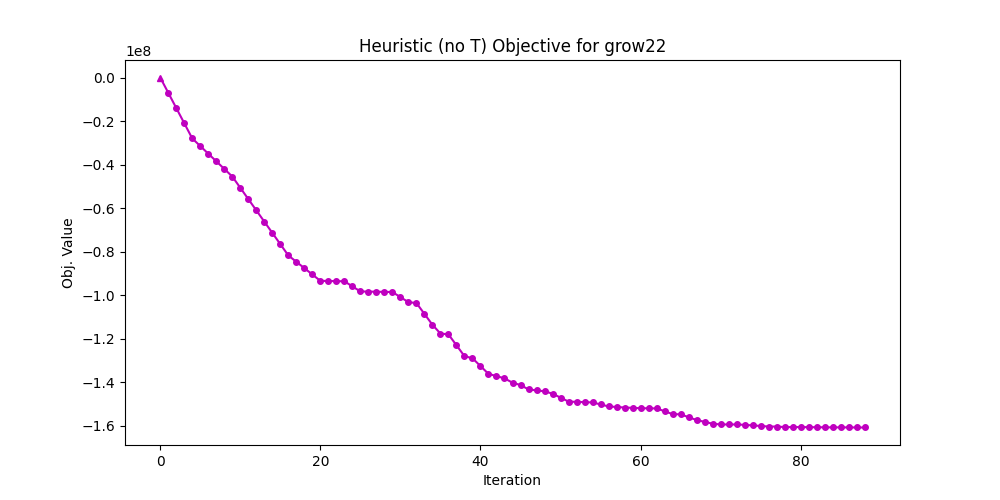 Heuristic (no T) Objective for grow22
1e8
0.0
−0.2
−0.4
−0.6
−0.8
−1.0
−1.2
−1.4
−1.6
Obj. Value
0 20 40 60 80
Iteration